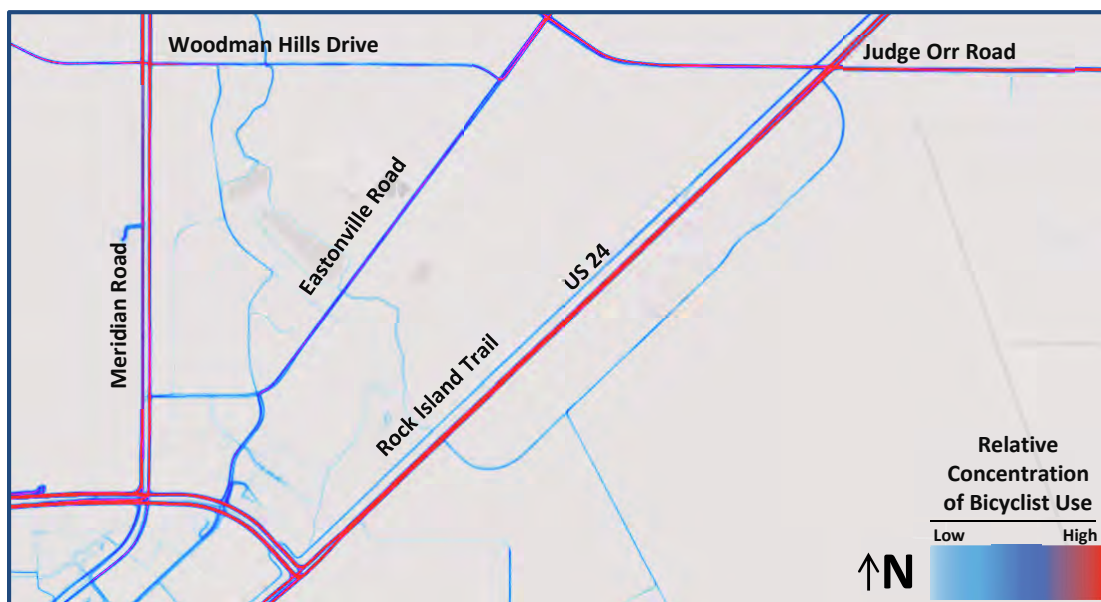 Woodman Hills Drive
Judge Orr Road
Eastonville Road
US 24
Meridian Road
Rock Island Trail
Relative
Concentration
of Bicyclist Use
Low High
↑N